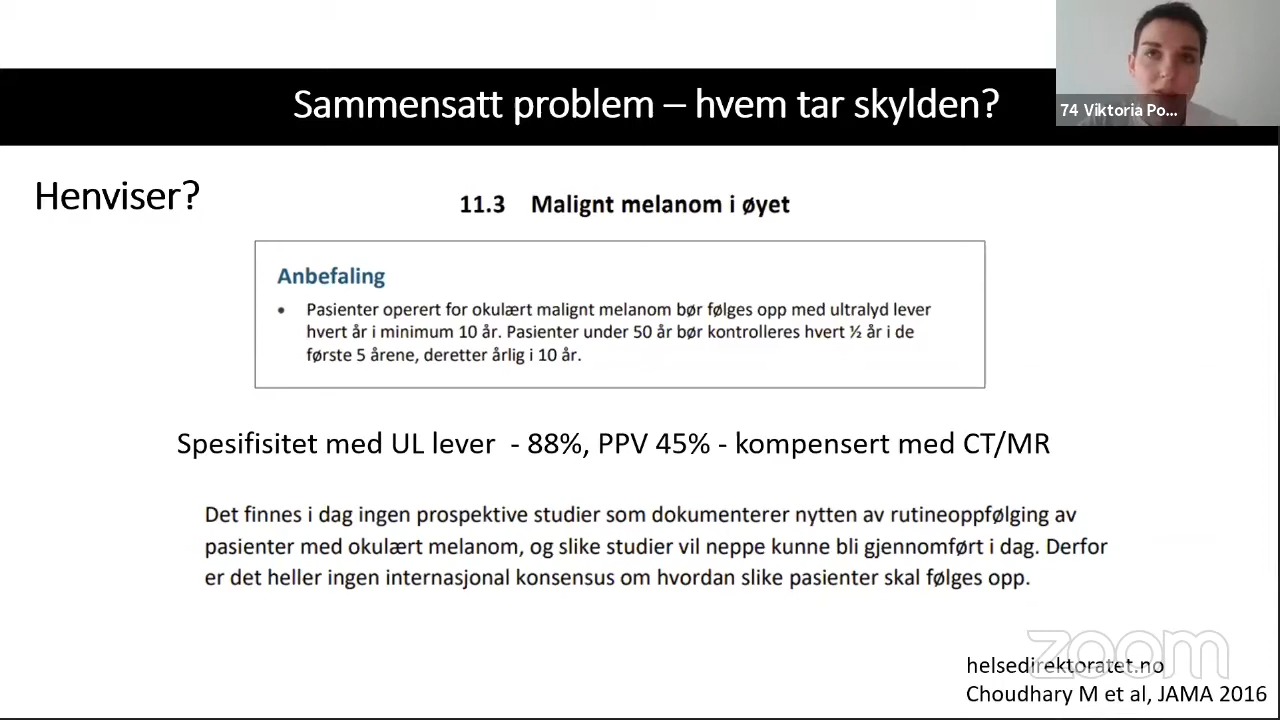 Sammensatt problem – hvem tar skylden?
74 Viktoria Po...
Henviser?
11.3 Malignt melanom i øyet
Anbefaling
• Pasienter operert for okulært malignt melanom bør følges opp med ultralyd lever
hvert år i minimum 10 år. Pasienter under 50 år bør kontrolleres hvert ½ år i de
første 5 årene, deretter årlig i 10 år.
Spesifisitet med UL lever - 88%, PPV 45% - kompensert med CT/MR
Det finnes i dag ingen prospektive studier som dokumenterer nytten av rutineoppfølging av
pasienter med okulært melanom, og slike studier vil neppe kunne bli gjennomført i dag. Derfor
er det heller ingen internasjonal konsensus om hvordan slike pasienter skal følges opp.
zoom
helsedirektoratet.no
Choudhary M et al, JAMA 2016